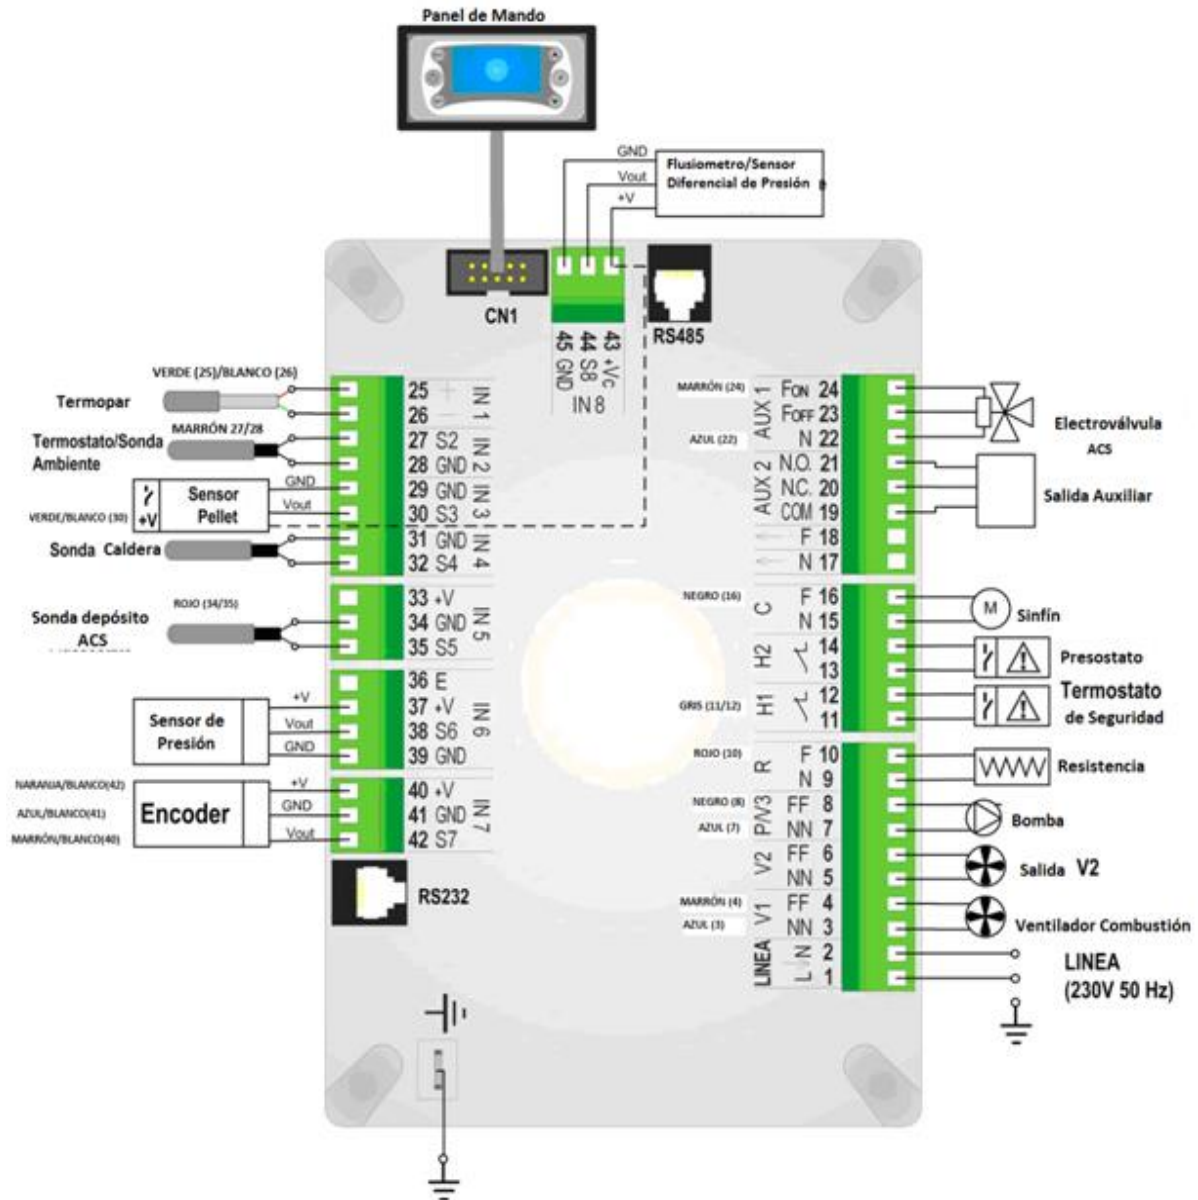 Panel de Mando
GND
Vout
+V
Flusiometro/Sensor
Diferencial de Presión
CN1
RS485
45 GND
44 S8
43 +Vc
IN 8
VERDE (25)/BLANCO (26)
Termopar
MARRÓN 27/28
Termostato/Sonda
Ambiente
GND
Sensor
Pellet
Vout
+V
VERDE/BLANCO (30)
Sonda Caldera
ROJO (34/35)
Sonda depósito
ACS
+V
Sensor de
Presión
Vout
GND
NARANJA/BLANCO(42)
AZUL/BLANCO(41)
MARRÓN/BLANCO(40)
Encoder
+V
GND
Vout
25 +
26 −
IN 1
27 S2
28 GND
IN 2
29 GND
30 S3
IN 3
31 GND
32 S4
IN 4
33 +V
34 GND
35 S5
IN 5
36 E
37 +V
38 S6
39 GND
IN 6
40 +V
41 GND
42 S7
IN 7
RS232
MARRÓN (24)
AZUL (22)
AUX 1
FON 24
FOFF 23
N 22
AUX 2
N.O. 21
N.C. 20
COM 19
F 18
N 17
NEGRO (16)
C
F 16
N 15
H2
14
13
GRIS (11/12)
H1
12
11
ROJO (10)
R
F 10
N 9
NEGRO (8)
AZUL (7)
P/V3
FF 8
NN 7
V2
FF 6
NN 5
MARRÓN (4)
AZUL (3)
V1
FF 4
NN 3
LINEA
N 2
L 1
Electroválvula
ACS
Salida Auxiliar
M
Sinfín
Presostato
Termostato
de Seguridad
Resistencia
Bomba
Salida V2
Ventilador Combustión
LINEA
(230V 50 Hz)